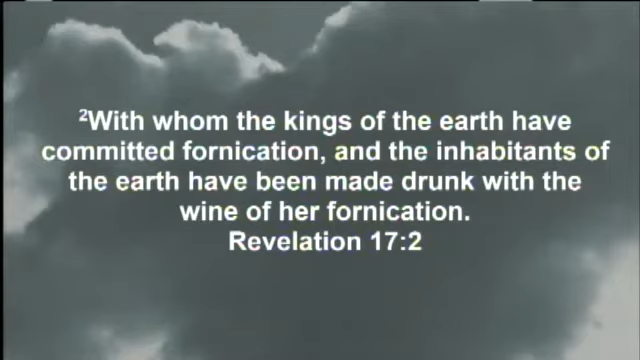 ²With whom the kings of the earth have
committed fornication, and the inhabitants of
the earth have been made drunk with the
wine of her fornication.
Revelation 17:2